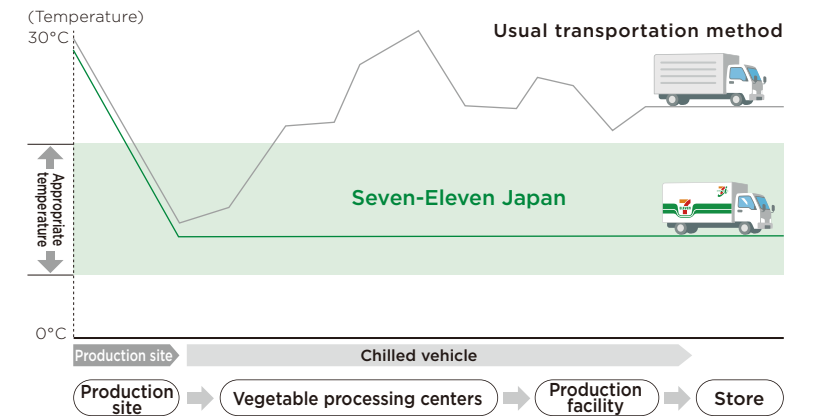 (Temperature)
30°C
Usual transportation method
Appropriate
temperature
Seven-Eleven Japan
0°C
Production site
Chilled vehicle
Production
site
Vegetable processing centers
Production
facility
Store